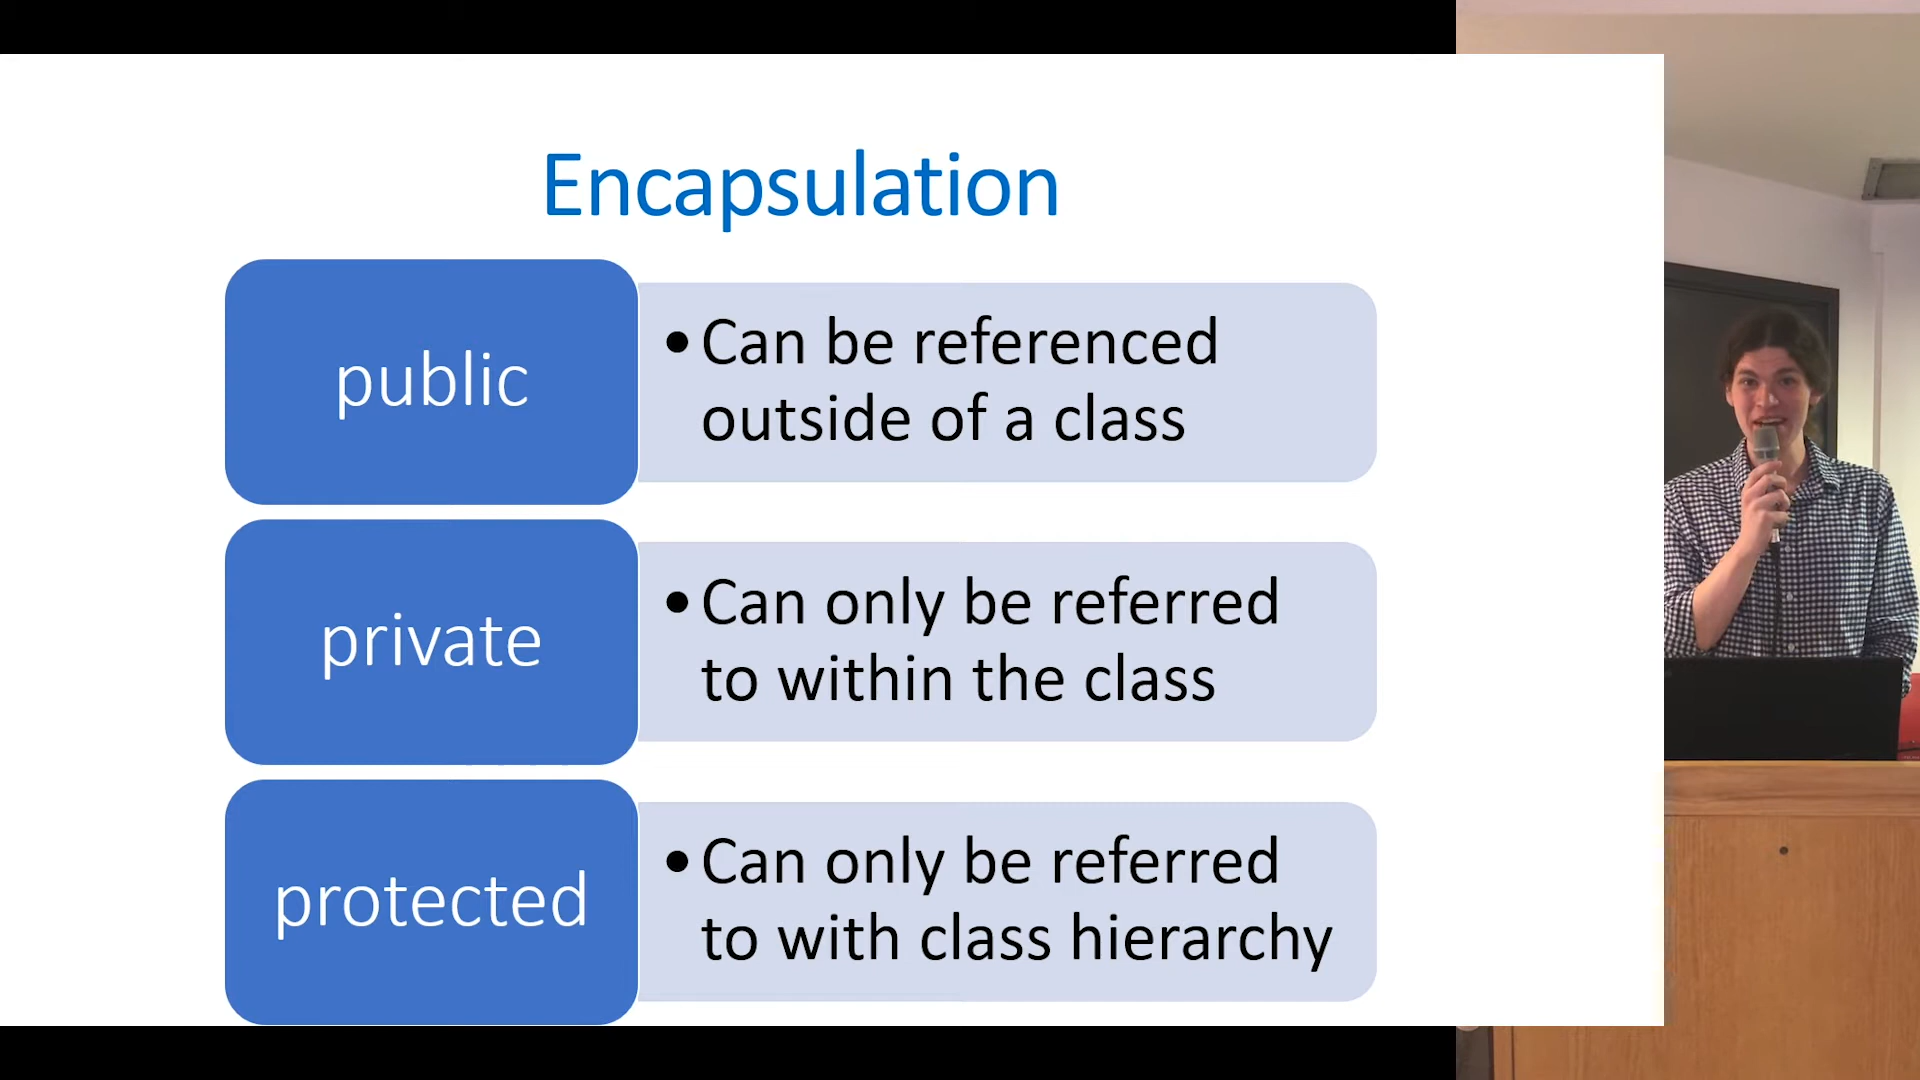 Encapsulation
public
• Can be referenced
outside of a class
private
• Can only be referred
to within the class
protected
• Can only be referred
to with class hierarchy